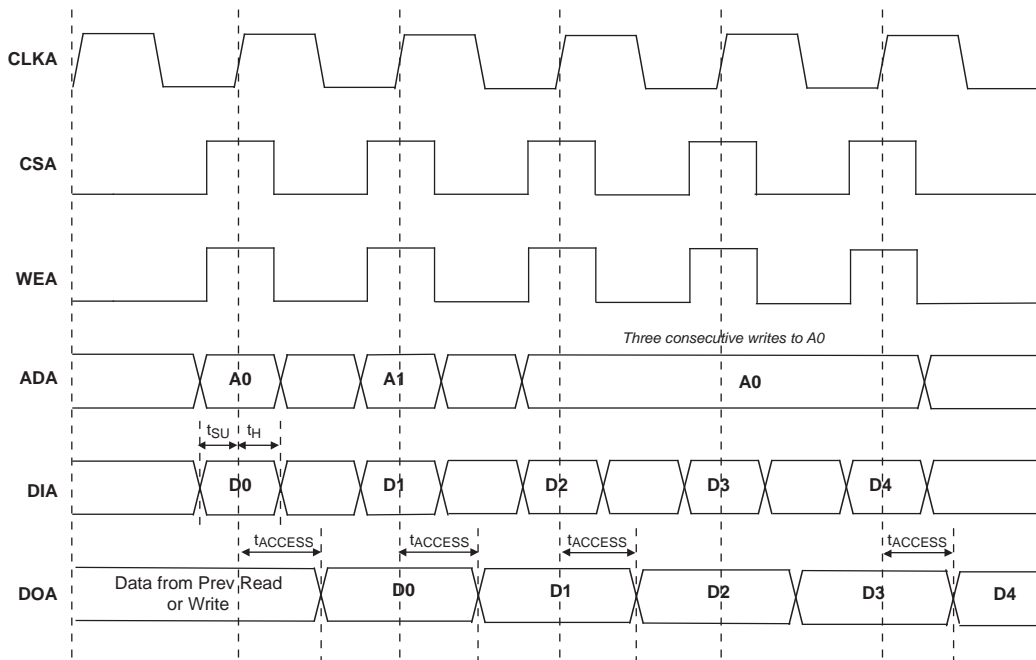 CLKA
CSA
WEA
Three consecutive writes to A0
ADA
A0
A1
A0
tSU
tH
DIA
D0
D1
D2
D3
D4
tACCESS
tACCESS
tACCESS
tACCESS
DOA
Data from Prev Read
or Write
D0
D1
D2
D3
D4